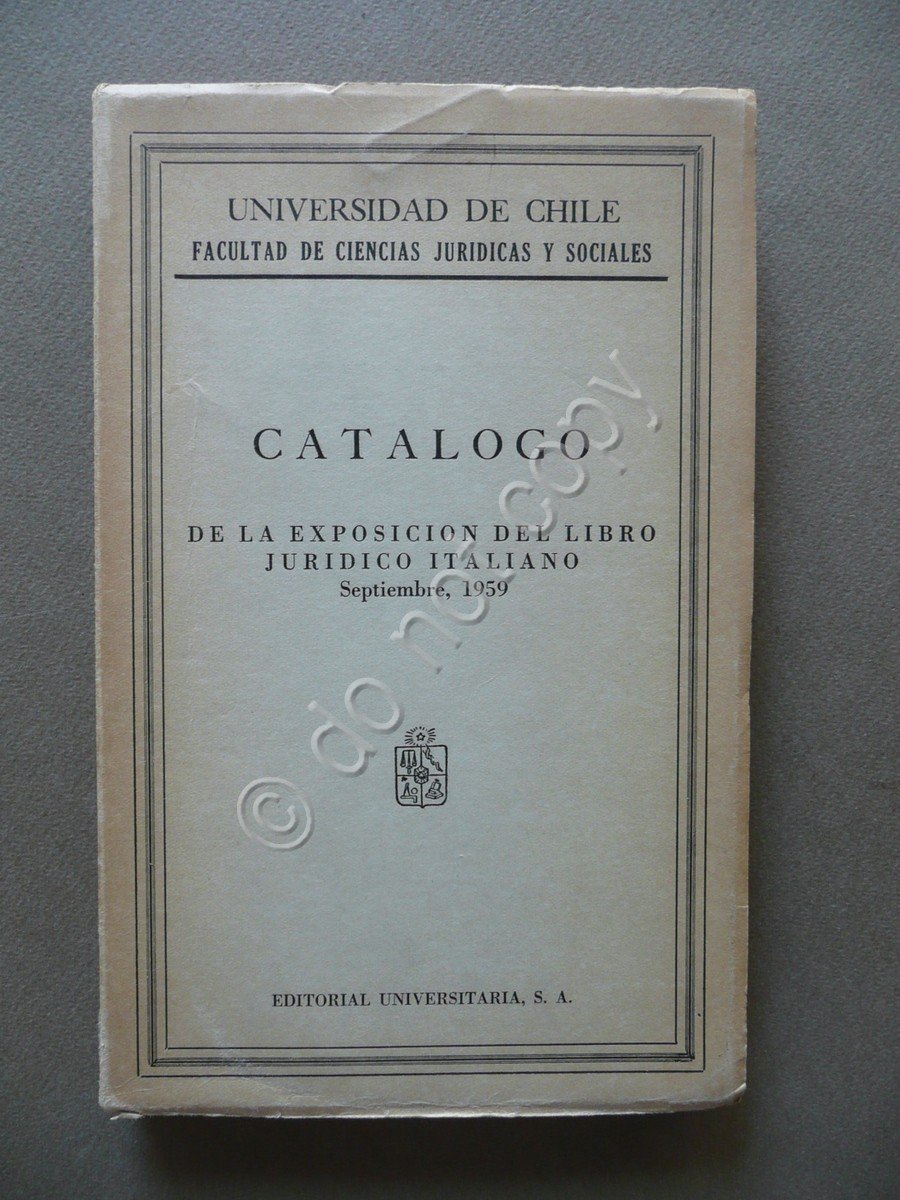 UNIVERSIDAD DE CHILE
FACULTAD DE CIENCIAS JURIDICAS Y SOCIALES
CATALOGO
DE LA EXPOSICION DEL LIBRO
JURIDICO ITALIANO
Septiembre, 1959
© do not copy
EDITORIAL UNIVERSITARIA, S. A.